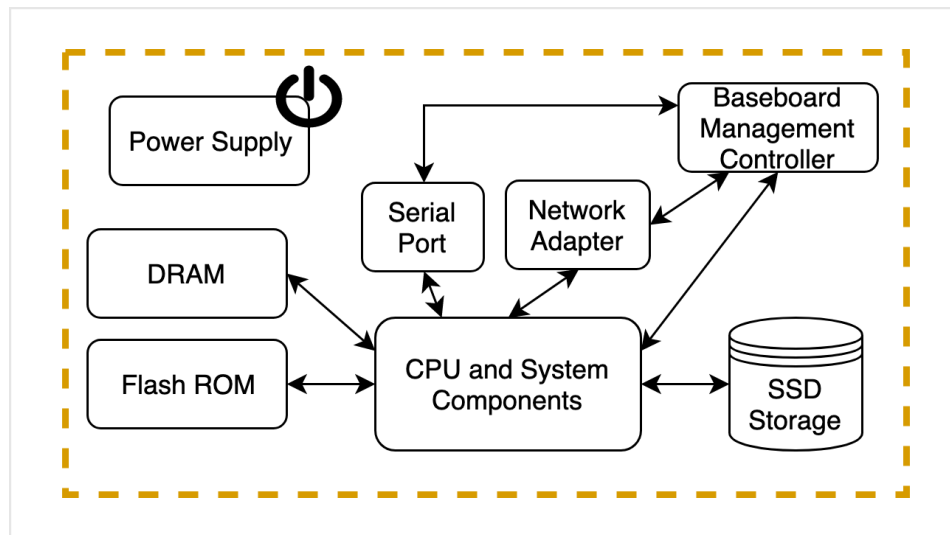 Power Supply
Baseboard
Management
Controller
Serial
Port
Network
Adapter
DRAM
Flash ROM
CPU and System
Components
SSD
Storage